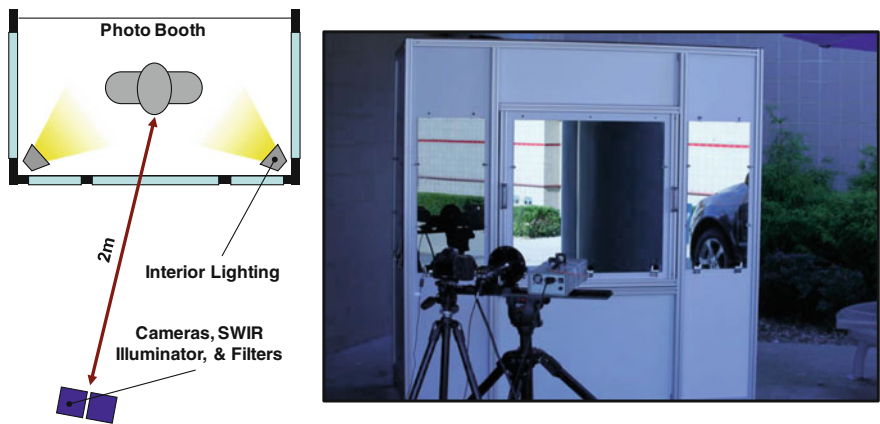 Photo Booth
2m
Interior Lighting
Cameras, SWIR
Illuminator, & Filters